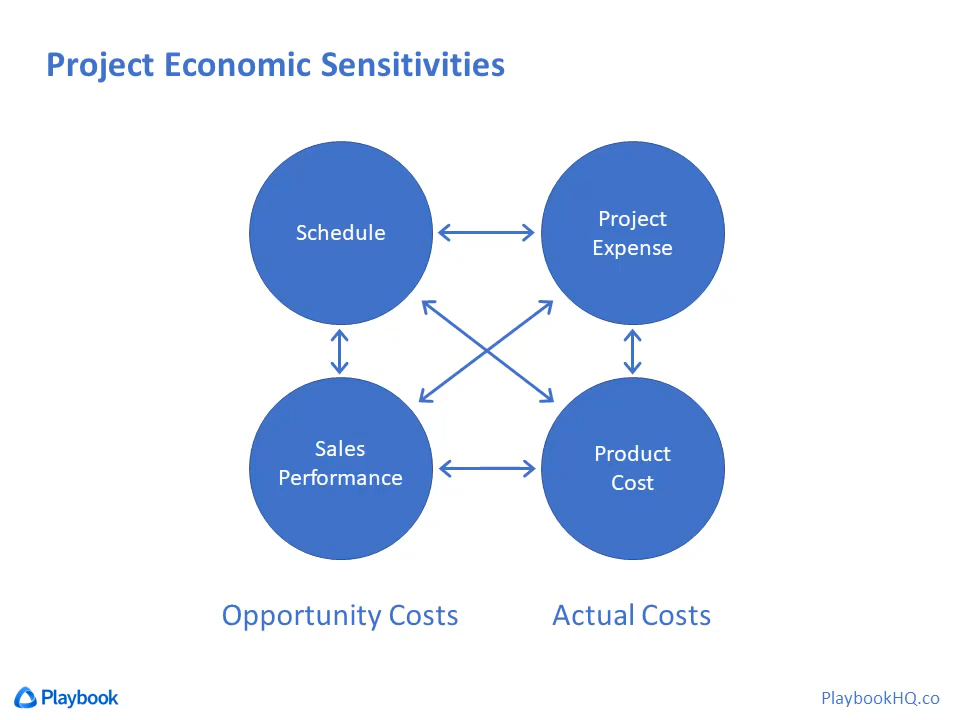 Project Economic Sensitivities
Schedule
Project
Expense
Sales
Performance
Product
Cost
Opportunity Costs
Actual Costs
Playbook
PlaybookHQ.co